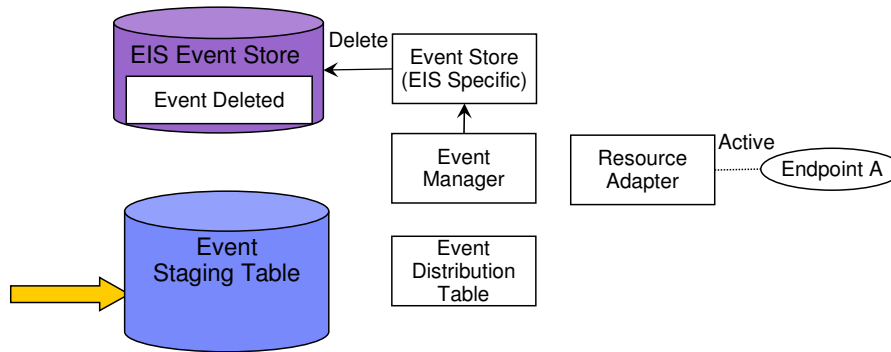 EIS Event Store
Event Deleted
Delete
Event Store
(EIS Specific)
Event
Manager
Resource
Adapter
Active
Endpoint A
Event
Staging Table
Event
Distribution
Table